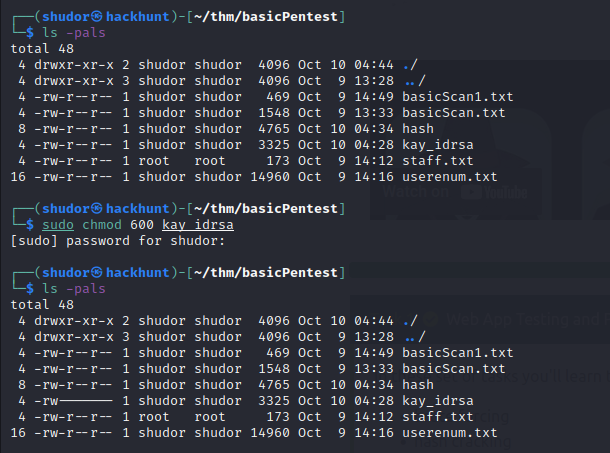 ┌──(shudor㉿hackhunt)-[~/thm/basicPentest]
└─$ ls -pals
total 48
 4 drwxr-xr-x 2 shudor shudor  4096 Oct 10 04:44 ./
 4 drwxr-xr-x 3 shudor shudor  4096 Oct  9 13:28 ../
 4 -rw-r--r-- 1 shudor shudor   469 Oct  9 14:49 basicScan1.txt
 4 -rw-r--r-- 1 shudor shudor  1548 Oct  9 13:33 basicScan.txt
 8 -rw-r--r-- 1 shudor shudor  4765 Oct 10 04:34 hash
 4 -rw-r--r-- 1 shudor shudor  3325 Oct 10 04:28 kay_idrsa
 4 -rw-r--r-- 1 root   root     173 Oct  9 14:12 staff.txt
16 -rw-r--r-- 1 shudor shudor 14960 Oct  9 14:16 userenum.txt
Watch on YouTube
┌──(shudor㉿hackhunt)-[~/thm/basicPentest]
└─$ sudo chmod 600 kay_idrsa
[sudo] password for shudor:
┌──(shudor㉿hackhunt)-[~/thm/basicPentest]
└─$ ls -pals
total 48
 4 drwxr-xr-x 2 shudor shudor  4096 Oct 10 04:44 ./
 4 drwxr-xr-x 3 shudor shudor  4096 Oct  9 13:28 ../
 4 -rw-r--r-- 1 shudor shudor   469 Oct  9 14:49 basicScan1.txt
 4 -rw-r--r-- 1 shudor shudor  1548 Oct  9 13:33 basicScan.txt
 8 -rw-r--r-- 1 shudor shudor  4765 Oct 10 04:34 hash
 4 -rw------- 1 shudor shudor  3325 Oct 10 04:28 kay_idrsa
 4 -rw-r--r-- 1 root   root     173 Oct  9 14:12 staff.txt
16 -rw-r--r-- 1 shudor shudor 14960 Oct  9 14:16 userenum.txt
Web App Testing and